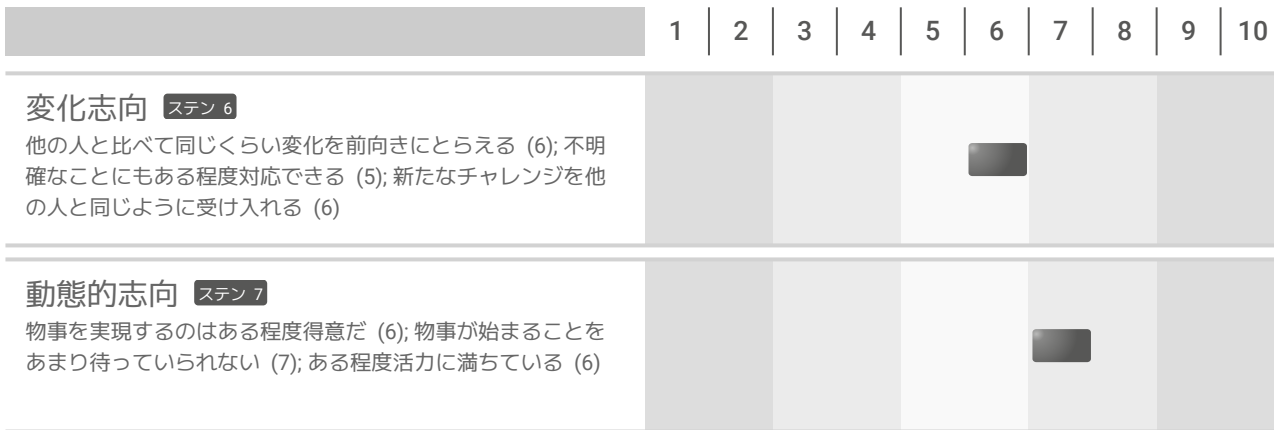 1 2 3 4 5 6 7 8 9 10
変化志向 ステン 6
他の人と比べて同じくらい変化を前向きにとらえる (6); 不明
確なことにもある程度対応できる (5); 新たなチャレンジを他
の人と同じように受け入れる (6)
動態的志向 ステン 7
物事を実現するのはある程度得意だ (6); 物事が始まることを
あまり待っていられない (7); ある程度活力に満ちている (6)